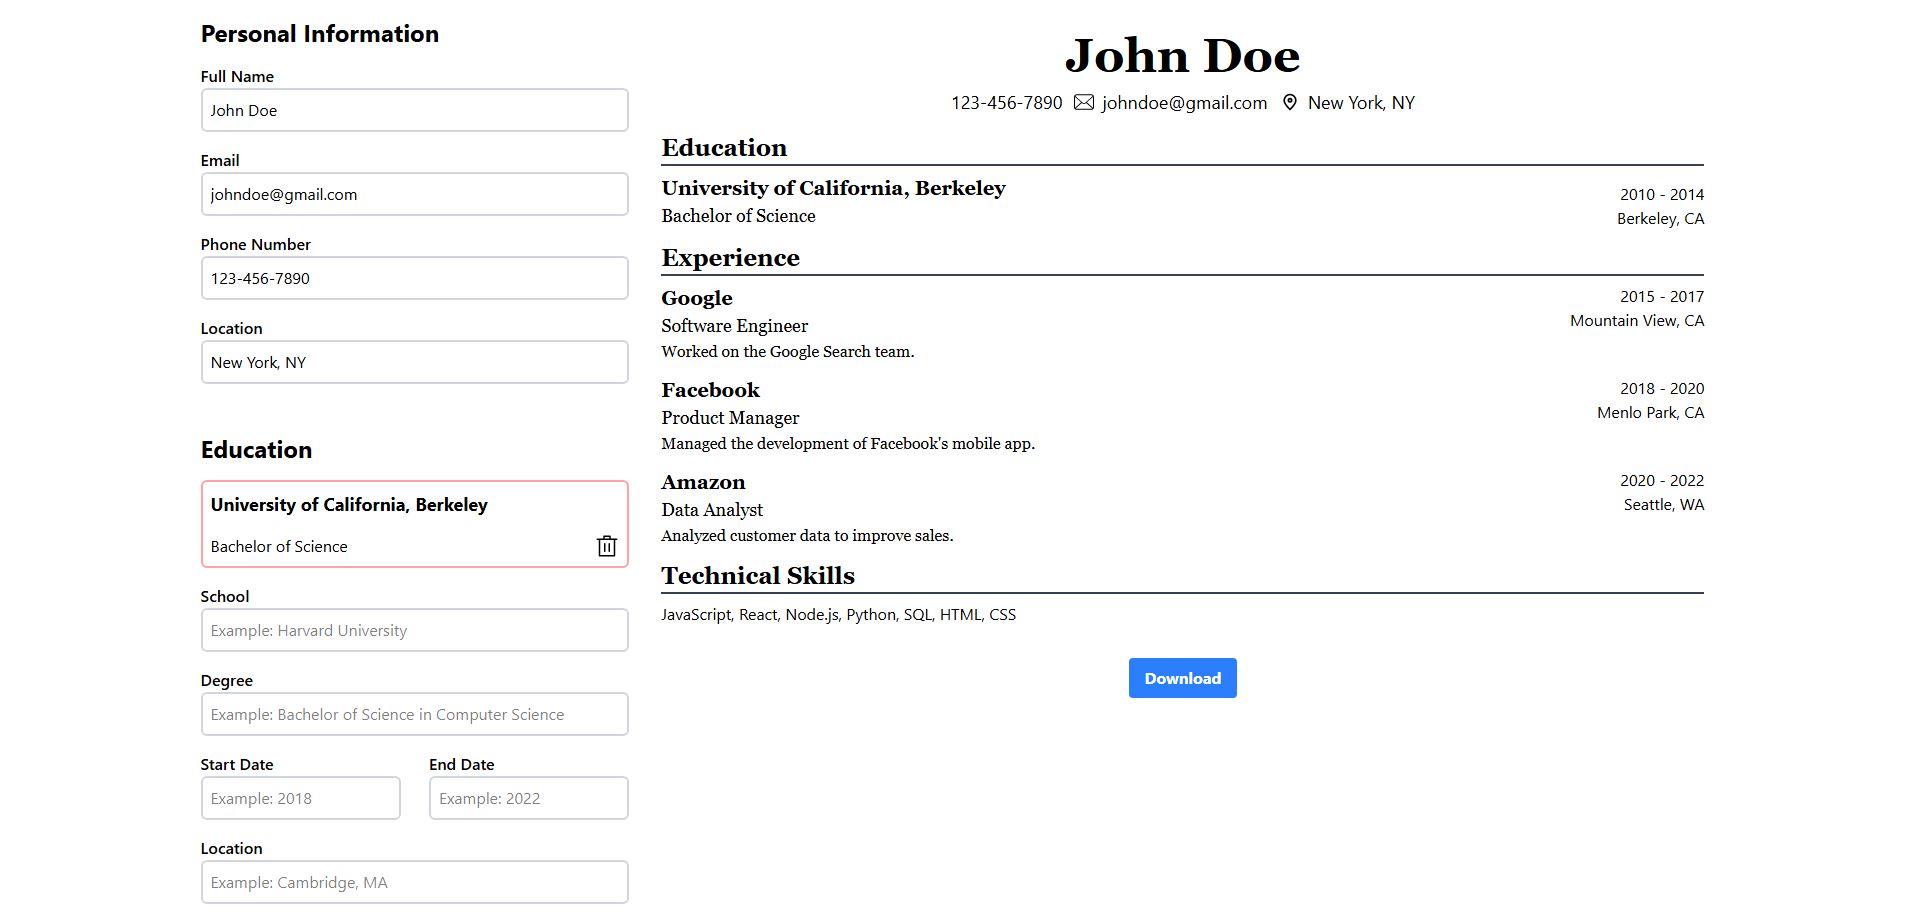 Personal Information
Full Name
John Doe
Email
johndoe@gmail.com
Phone Number
123-456-7890
Location
New York, NY
Education
University of California, Berkeley
Bachelor of Science
School
Example: Harvard University
Degree
Example: Bachelor of Science in Computer Science
Start Date End Date
Example: 2018 Example: 2022
Location
Example: Cambridge, MA
John Doe
123-456-7890 johndoe@gmail.com New York, NY
Education
University of California, Berkeley 2010 - 2014
Bachelor of Science Berkeley, CA
Experience
Google 2015 - 2017
Software Engineer Mountain View, CA
Worked on the Google Search team.
Facebook 2018 - 2020
Product Manager Menlo Park, CA
Managed the development of Facebook's mobile app.
Amazon 2020 - 2022
Data Analyst Seattle, WA
Analyzed customer data to improve sales.
Technical Skills
JavaScript, React, Node.js, Python, SQL, HTML, CSS
Download